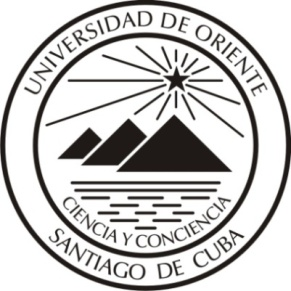 UNIVERSIDAD DE ORIENTE
CIENCIA Y CONCIENCIA
SANTIAGO DE CUBA